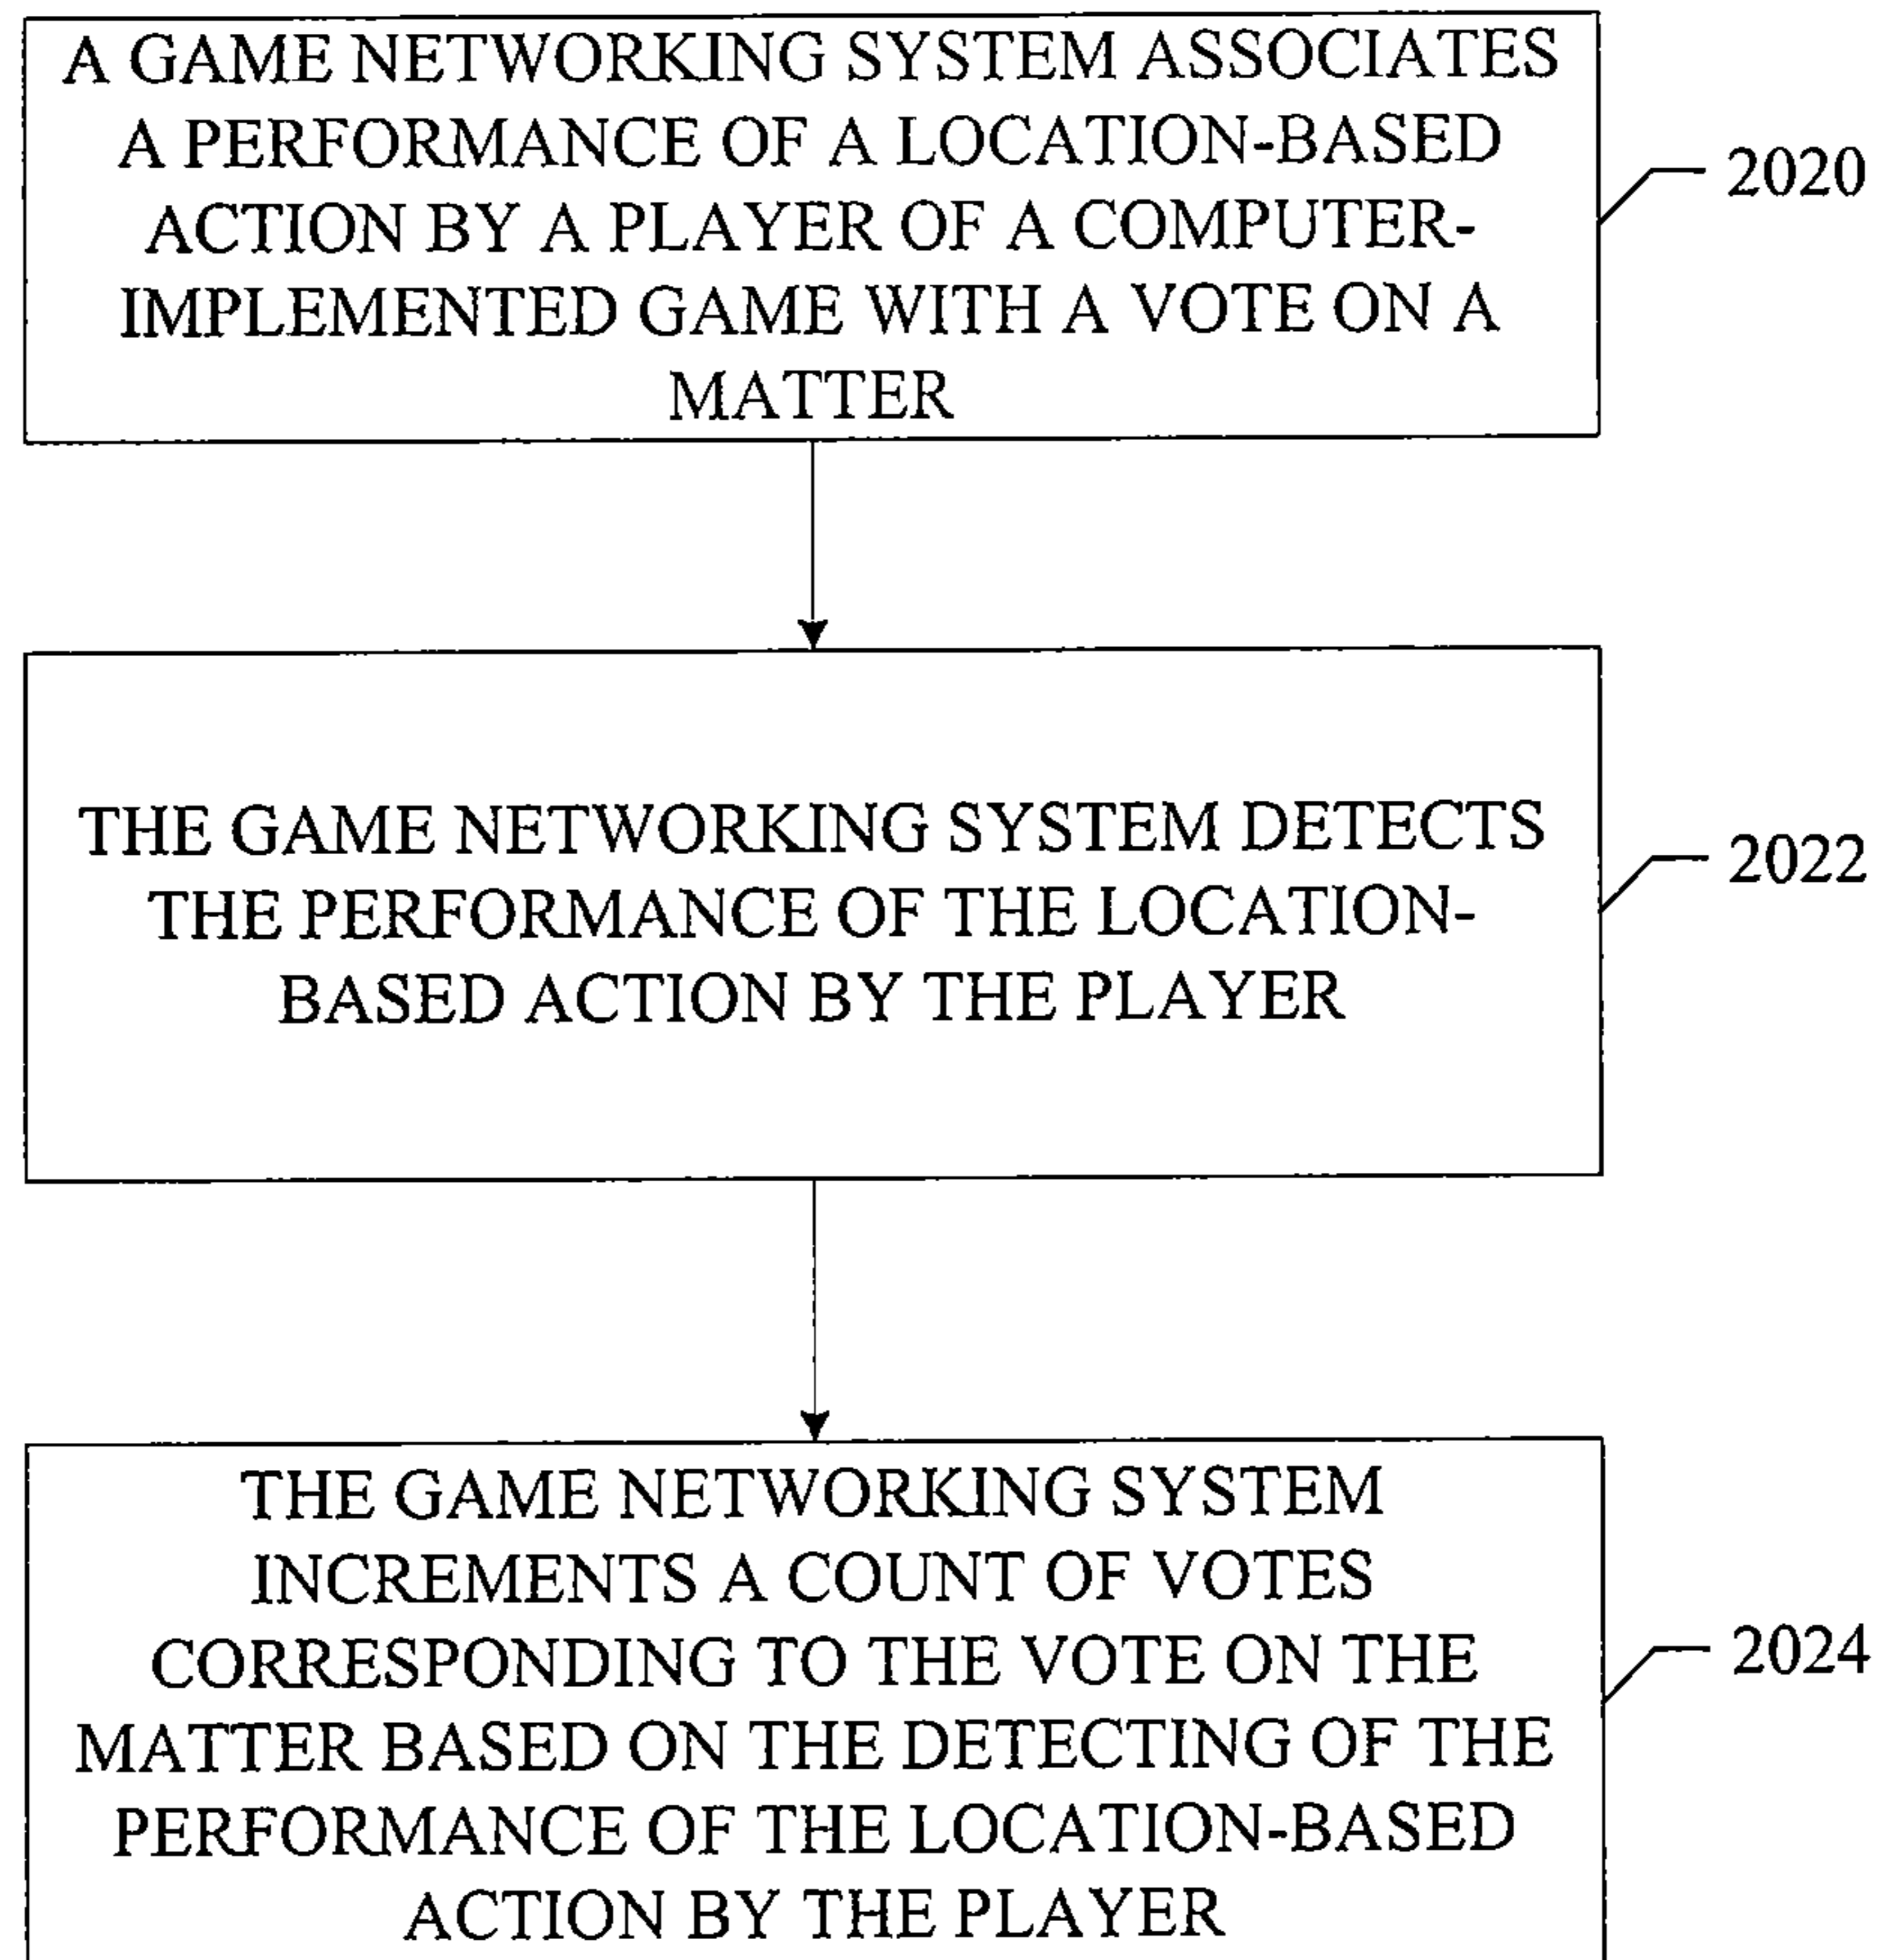 A GAME NETWORKING SYSTEM ASSOCIATES
A PERFORMANCE OF A LOCATION-BASED
ACTION BY A PLAYER OF A COMPUTER-
IMPLEMENTED GAME WITH A VOTE ON A
MATTER
2020
THE GAME NETWORKING SYSTEM DETECTS
THE PERFORMANCE OF THE LOCATION-
BASED ACTION BY THE PLAYER
2022
THE GAME NETWORKING SYSTEM
INCREMENTS A COUNT OF VOTES
CORRESPONDING TO THE VOTE ON THE
MATTER BASED ON THE DETECTING OF THE
PERFORMANCE OF THE LOCATION-BASED
ACTION BY THE PLAYER
2024